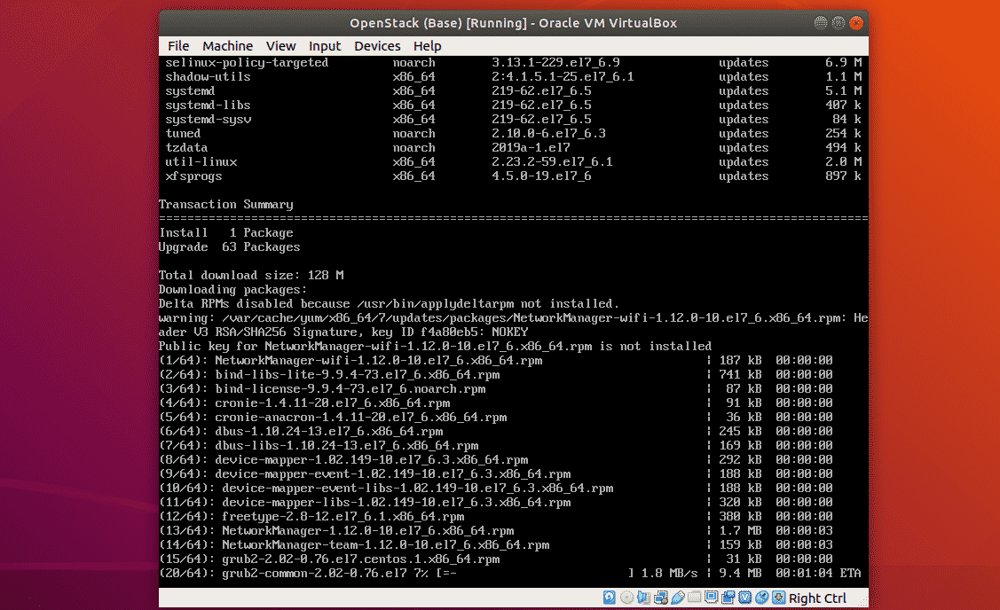 OpenStack (Base) [Running] - Oracle VM VirtualBox
File Machine View Input Devices Help
selinux-policy-targeted noarch 3.13.1-229.el7_6.9 updates 6.9 M
shadow-utils x86_64 2:4.1.5.1-25.el7_6.1 updates 1.1 M
systemd x86_64 219-62.el7_6.5 updates 5.1 M
systemd-libs x86_64 219-62.el7_6.5 updates 407 k
systemd-sysv x86_64 219-62.el7_6.5 updates 84 k
tuned noarch 2.10.0-6.el7_6.3 updates 254 k
tzdata noarch 2019a-1.el7 updates 494 k
util-linux x86_64 2.23.2-59.el7_6.1 updates 2.0 M
xfsprogs x86_64 4.5.0-19.el7_6 updates 897 k
Transaction Summary
====================================================================================================
Install 1 Package
Upgrade 63 Packages
Total download size: 128 M
Downloading packages:
Delta RPMs disabled because /usr/bin/applydeltarpm not installed.
warning: /var/cache/yum/x86_64/7/updates/packages/NetworkManager-wifi-1.12.0-10.el7_6.x86_64.rpm: He
ader V3 RSA/SHA256 Signature, key ID f4a80eb5: NOKEY
Public key for NetworkManager-wifi-1.12.0-10.el7_6.x86_64.rpm is not installed
(1/64): NetworkManager-wifi-1.12.0-10.el7_6.x86_64.rpm | 187 kB 00:00:00
(2/64): bind-libs-lite-9.9.4-73.el7_6.x86_64.rpm | 741 kB 00:00:00
(3/64): bind-license-9.9.4-73.el7_6.noarch.rpm | 87 kB 00:00:00
(4/64): cronie-1.4.11-20.el7_6.x86_64.rpm | 91 kB 00:00:00
(5/64): cronie-anacron-1.4.11-20.el7_6.x86_64.rpm | 36 kB 00:00:00
(6/64): dbus-1.10.24-13.el7_6.x86_64.rpm | 245 kB 00:00:00
(7/64): dbus-libs-1.10.24-13.el7_6.x86_64.rpm | 169 kB 00:00:00
(8/64): device-mapper-1.02.149-10.el7_6.3.x86_64.rpm | 292 kB 00:00:00
(9/64): device-mapper-event-1.02.149-10.el7_6.3.x86_64.rpm | 188 kB 00:00:00
(10/64): device-mapper-event-libs-1.02.149-10.el7_6.3.x86_64.rpm | 188 kB 00:00:00
(11/64): device-mapper-libs-1.02.149-10.el7_6.3.x86_64.rpm | 320 kB 00:00:00
(12/64): freetype-2.8-12.el7_6.1.x86_64.rpm | 380 kB 00:00:00
(13/64): NetworkManager-1.12.0-10.el7_6.x86_64.rpm | 1.7 MB 00:00:03
(14/64): NetworkManager-team-1.12.0-10.el7_6.x86_64.rpm | 159 kB 00:00:03
(15/64): grub2-2.02-0.76.el7.centos.1.x86_64.rpm | 31 kB 00:00:00
(20/64): grub2-common-2.02-0.76.el7 7% [=- ] 1.8 MB/s | 9.4 MB 00:01:04 ETA
Right Ctrl